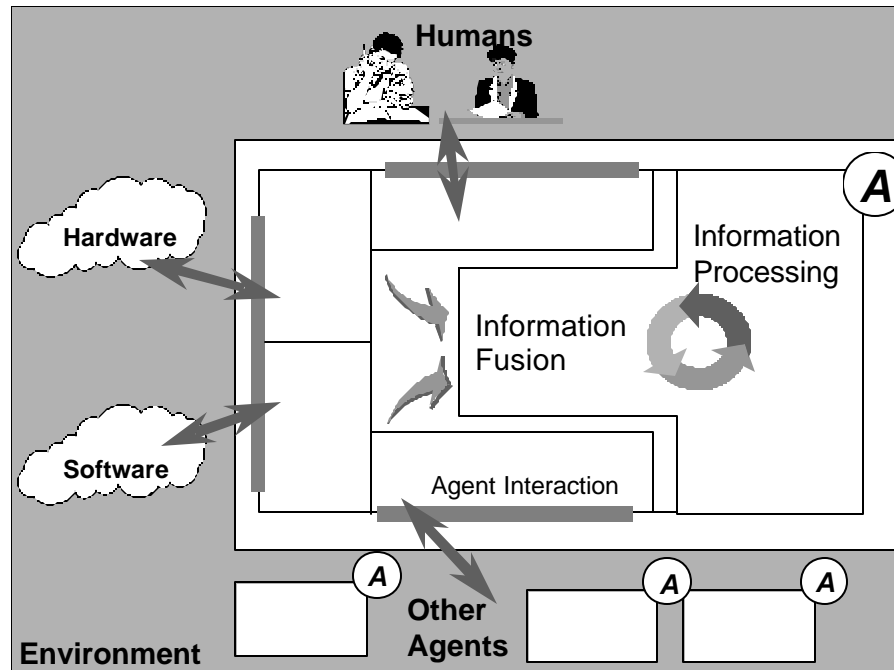 Humans
A
Hardware
Information
Processing
Information
Fusion
Software
Agent Interaction
A
A
A
Other
Agents
Environment